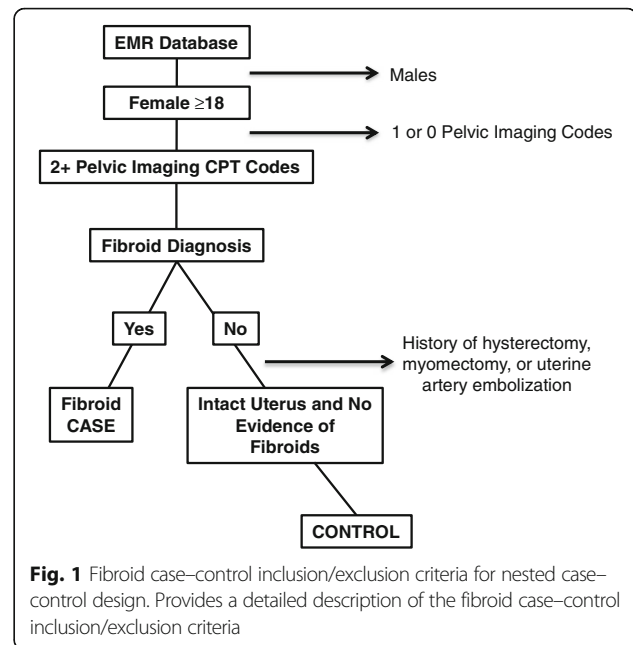 EMR Database
Males
Female ≥18
1 or 0 Pelvic Imaging Codes
2+ Pelvic Imaging CPT Codes
Fibroid Diagnosis
Yes
No
History of hysterectomy,
myomectomy, or uterine
artery embolization
Fibroid
CASE
Intact Uterus and No
Evidence of
Fibroids
CONTROL
Fig. 1 Fibroid case–control inclusion/exclusion criteria for nested case–
control design. Provides a detailed description of the fibroid case–control
inclusion/exclusion criteria